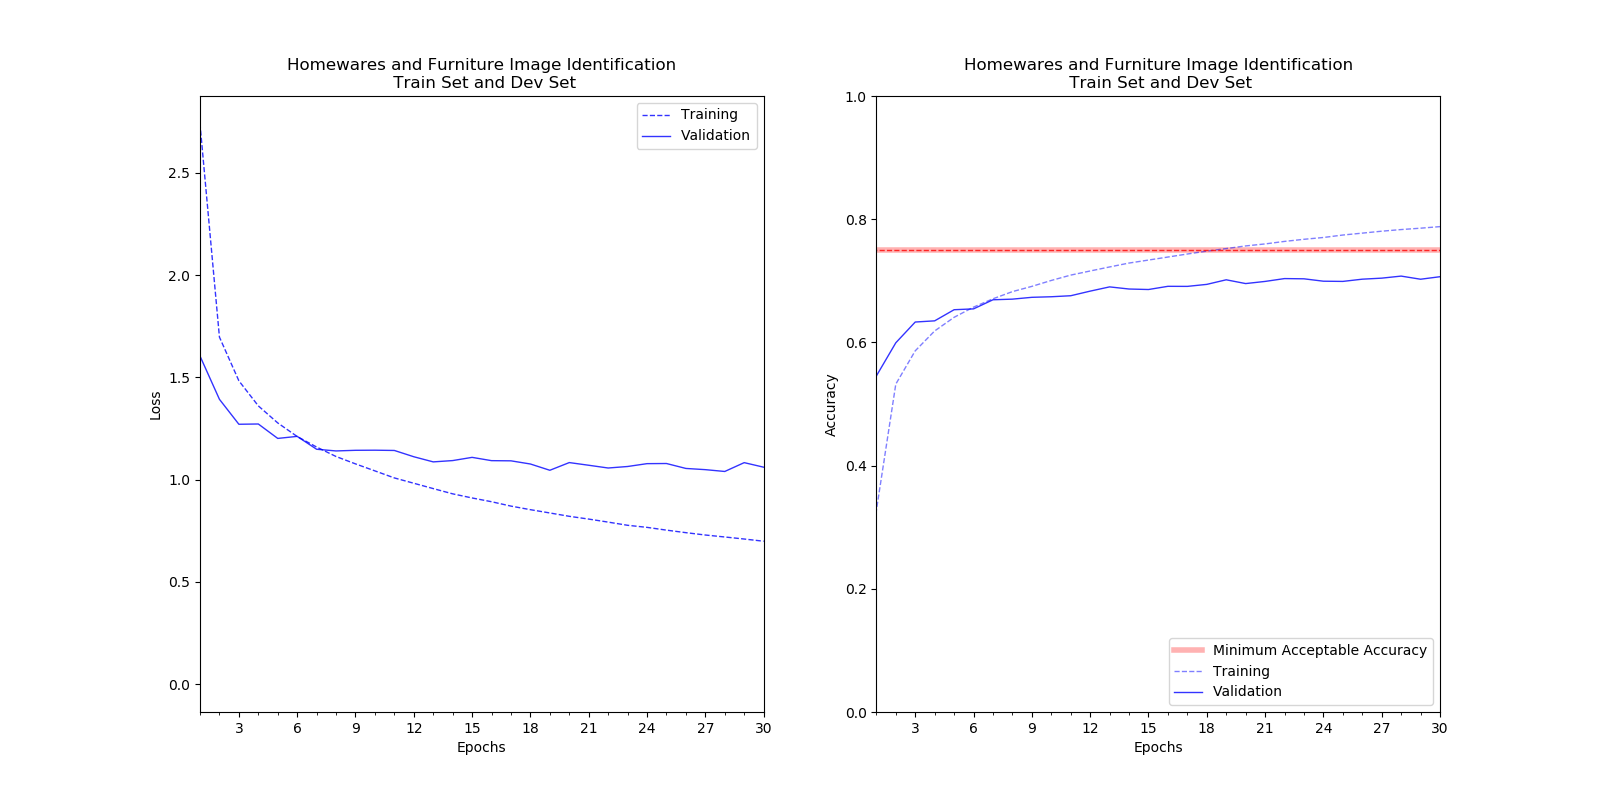 Homewares and Furniture Image Identification
Train Set and Dev Set
Training
Validation
2.5
2.0
1.5
1.0
0.5
0.0
Loss
3 6 9 12 15 18 21 24 27 30
Epochs
Homewares and Furniture Image Identification
Train Set and Dev Set
1.0
0.8
0.6
0.4
0.2
0.0
Accuracy
Minimum Acceptable Accuracy
Training
Validation
3 6 9 12 15 18 21 24 27 30
Epochs